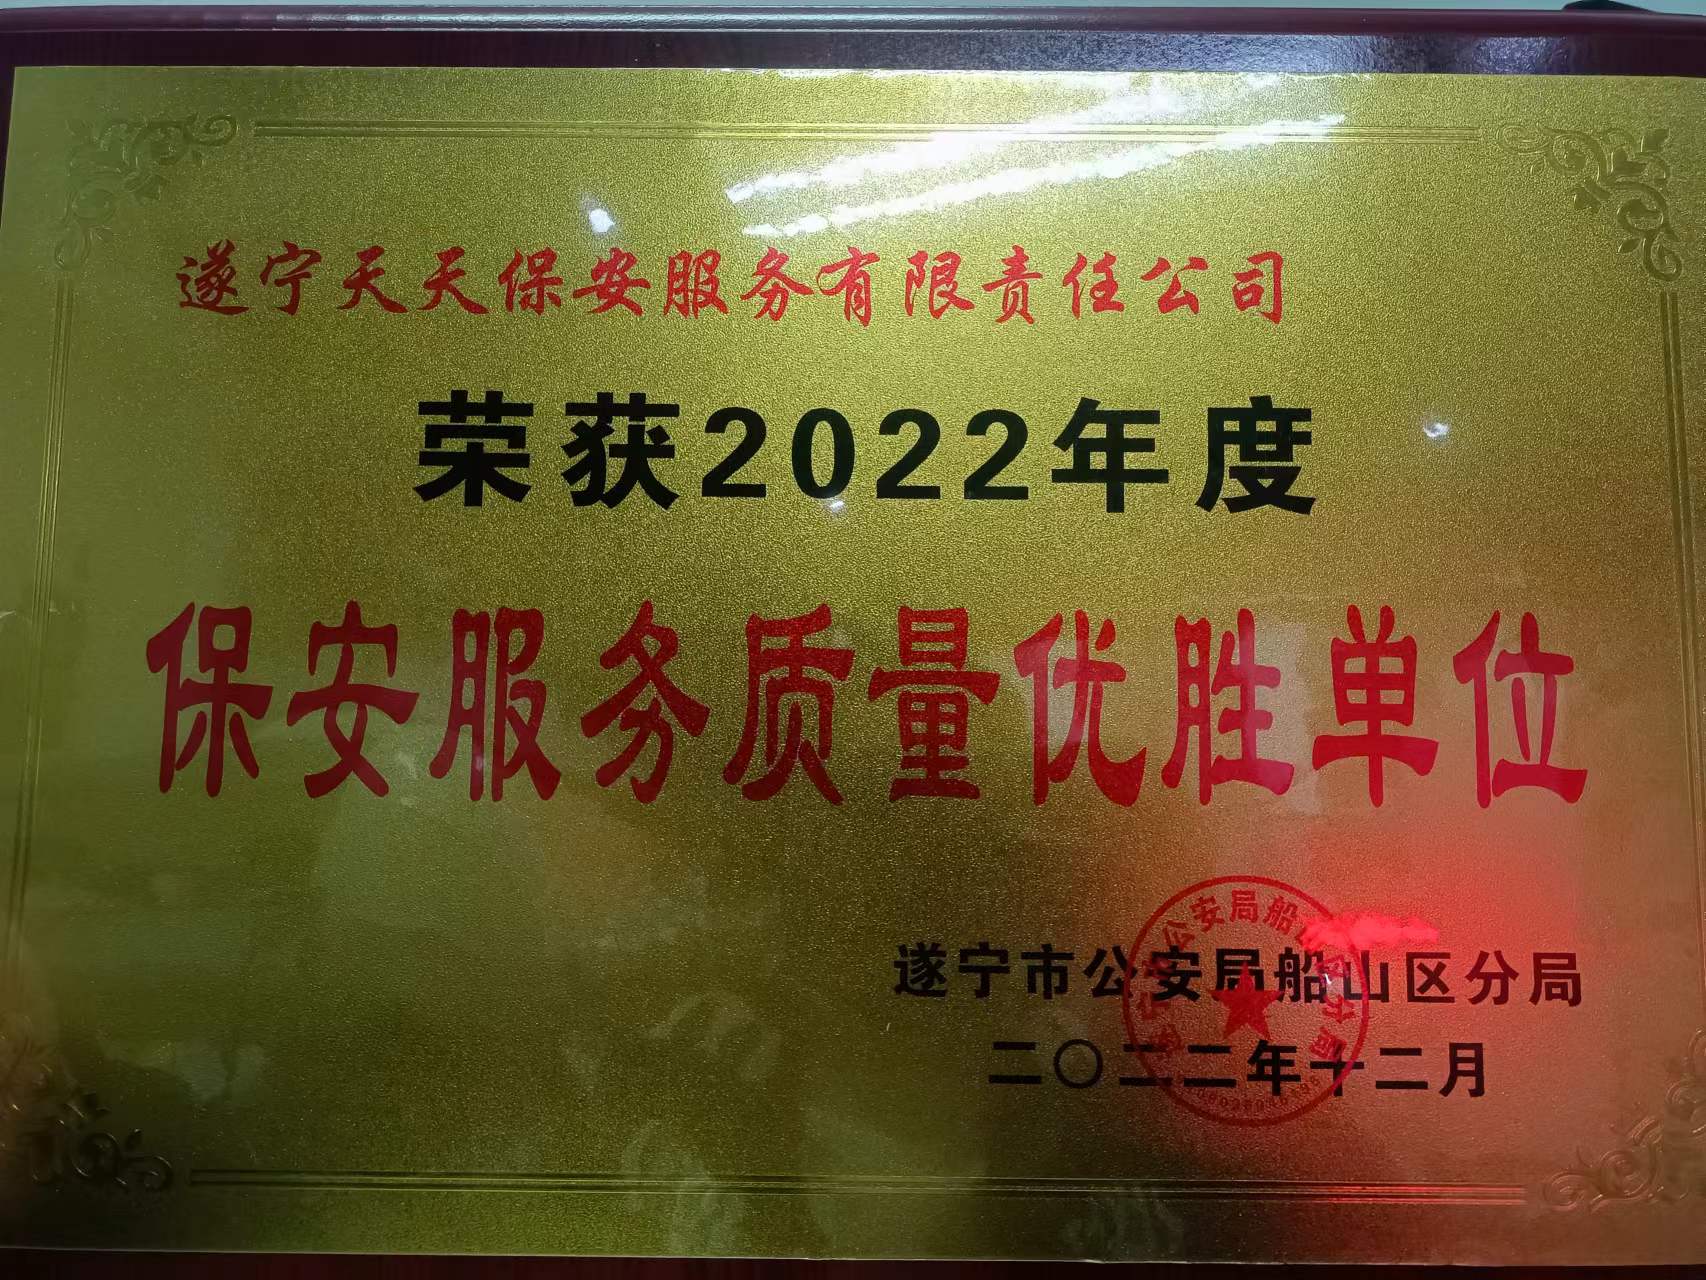 遂宁天天保安服务有限责任公司
荣获2022年度
保安服务质量优胜单位
遂宁市公安局船山区分局
二〇二二年十二月